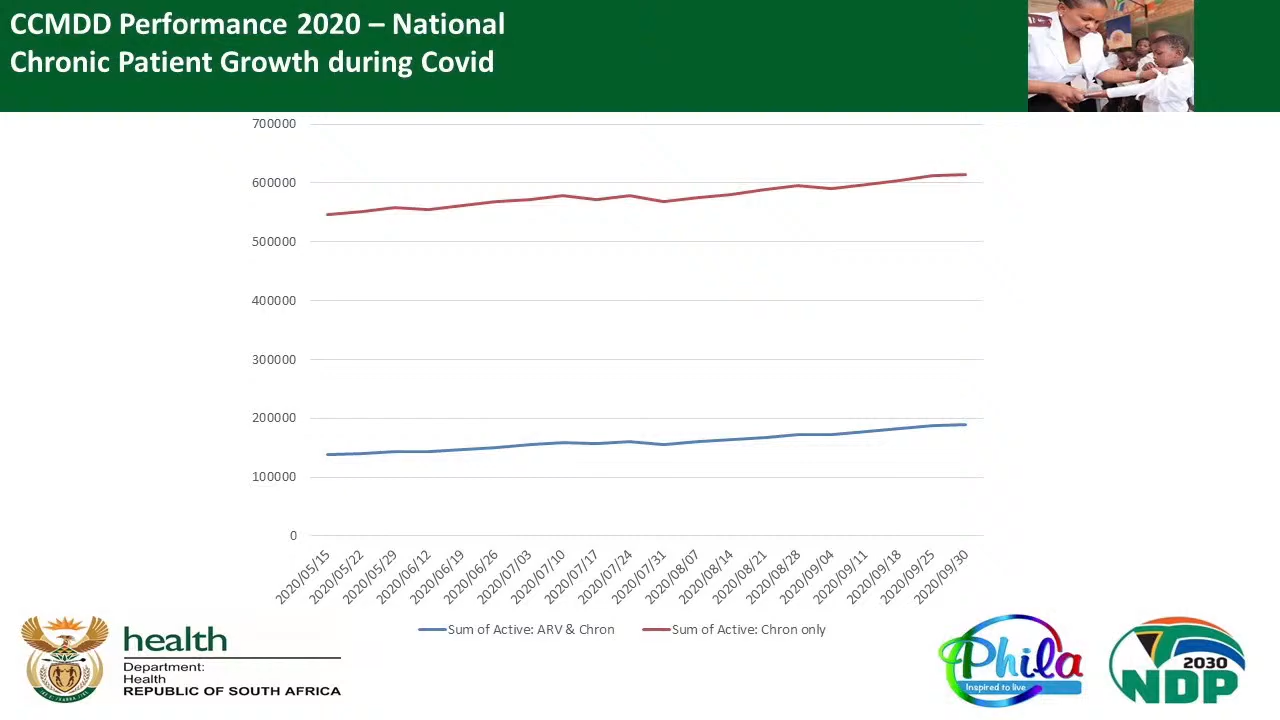 CCMDD Performance 2020 – National
Chronic Patient Growth during Covid
700000
600000
500000
400000
300000
200000
100000
0
2020/05/15
2020/05/22
2020/05/29
2020/06/12
2020/06/19
2020/06/26
2020/07/03
2020/07/10
2020/07/17
2020/07/24
2020/07/31
2020/08/07
2020/08/14
2020/08/21
2020/08/28
2020/09/04
2020/09/11
2020/09/18
2020/09/25
2020/09/30
Sum of Active: ARV & Chron
Sum of Active: Chron only
health
Department:
Health
REPUBLIC OF SOUTH AFRICA
Phila
Inspired to live
2030
NDP